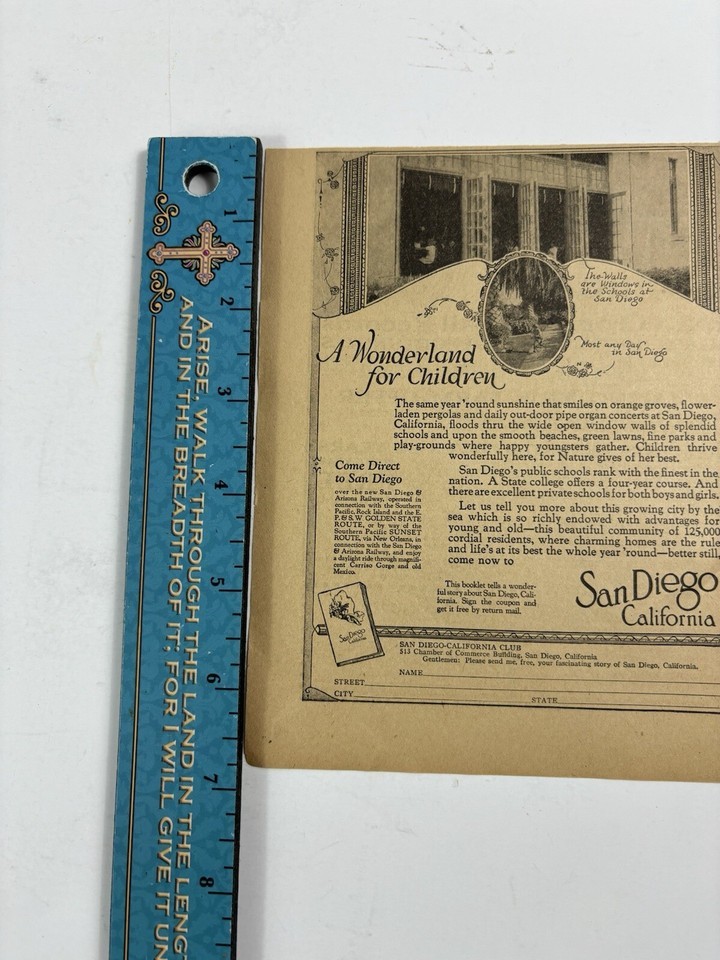 1
2
3
4
5
6
7
8
ARISE, WALK THROUGH THE LAND IN THE LENGT
AND IN THE BREADTH OF IT; FOR I WILL GIVE IT UN
The Walls
are Windows in
the Schools at
San Diego
Most any Day
in San Diego
A Wonderland
for Children
The same year 'round sunshine that smiles on orange groves, flower-
laden pergolas and daily out-door pipe organ concerts at San Diego,
California, floods thru the wide open window walls of splendid
schools and upon the smooth beaches, green lawns, fine parks and
play-grounds where happy youngsters gather. Children thrive
wonderfully here, for Nature gives of her best.
San Diego's public schools rank with the finest in the
nation. A State college offers a four-year course. And
there are excellent private schools for both boys and girls.
Let us tell you more about this growing city by the
sea which is so richly endowed with advantages for
young and old—this beautiful community of 125,000
cordial residents, where charming homes are the rule
and life's at its best the whole year 'round—better still,
come now to
San Diego
California
Come Direct
to San Diego
over the new San Diego &
Arizona Railway, operated in
connection with the Southern
Pacific, Rock Island and the E.
P. & S. W. GOLDEN STATE
ROUTE, or by way of the
Southern Pacific SUNSET
ROUTE, via New Orleans, in
connection with the San Diego
& Arizona Railway, and enjoy
a daylight ride through magnifi-
cent Carriso Gorge and old
Mexico.
This booklet tells a wonder-
ful story about San Diego, Cali-
fornia. Sign the coupon and
get it free by return mail.
San Diego
California
SAN DIEGO-CALIFORNIA CLUB
513 Chamber of Commerce Building, San Diego, California
Gentlemen: Please send me, free, your fascinating story of San Diego, California.
NAME
STREET
CITY STATE